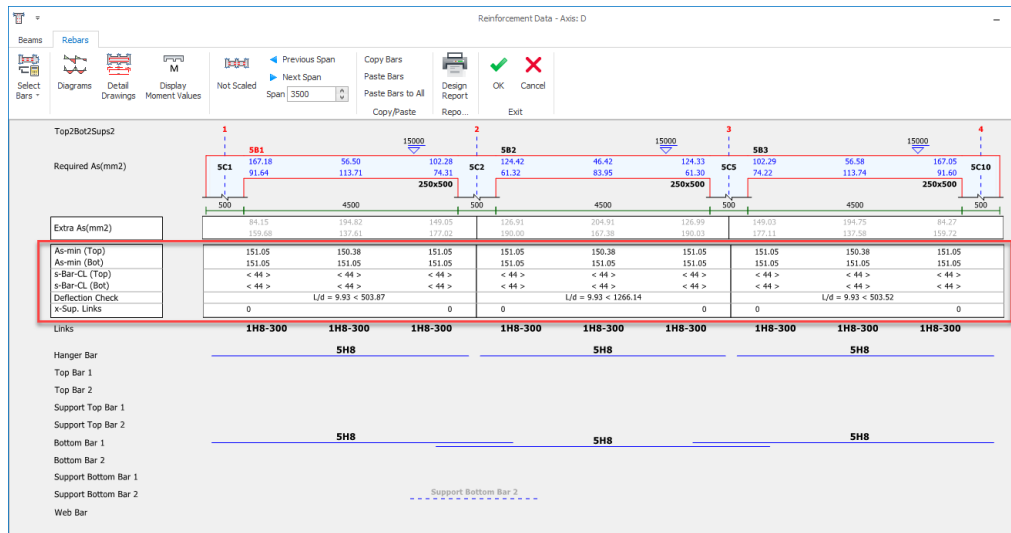 Reinforcement Data - Axis: D
Beams Rebars
Select Bars
Diagrams
Detail Drawings
Display Moment Values
M
Not Scaled
Previous Span
Next Span
Span 3500
Copy Bars
Paste Bars
Paste Bars to All
Copy/Paste
Design Report
Repo...
OK
Cancel
Exit
Top2Bot2Sups2 1 2 3 4
15000 15000 15000
5B1 5B2 5B3
Required As(mm2) 5C1 167.18 56.50 102.28 5C2 124.42 46.42 124.33 5C5 102.29 56.58 167.05 5C10
91.64 113.71 74.31 61.32 83.95 61.30 74.22 113.74 91.60
250x500 250x500 250x500
500 4500 500 4500 500 4500 500
Extra As(mm2) 84.15 194.82 149.05 126.91 204.91 126.99 149.03 194.75 84.27
159.68 137.61 177.02 190.00 167.38 190.03 177.11 137.58 159.72
As-min (Top) 151.05 150.38 151.05 151.05 150.38 151.05 151.05 150.38 151.05
As-min (Bot) 151.05 151.05 151.05 151.05 151.05 151.05 151.05 151.05 151.05
s-Bar-CL (Top) < 44 > < 44 > < 44 > < 44 > < 44 > < 44 > < 44 > < 44 > < 44 >
s-Bar-CL (Bot) < 44 > < 44 > < 44 > < 44 > < 44 > < 44 > < 44 > < 44 > < 44 >
Deflection Check L/d = 9.93 < 503.87 L/d = 9.93 < 1266.14 L/d = 9.93 < 503.52
x-Sup. Links 0 0 0 0 0 0
Links 1H8-300 1H8-300 1H8-300 1H8-300 1H8-300 1H8-300 1H8-300 1H8-300 1H8-300
Hanger Bar 5H8 5H8 5H8
Top Bar 1
Top Bar 2
Support Top Bar 1
Support Top Bar 2
Bottom Bar 1 5H8 5H8 5H8
Bottom Bar 2
Support Bottom Bar 1
Support Bottom Bar 2 Support Bottom Bar 2
Web Bar